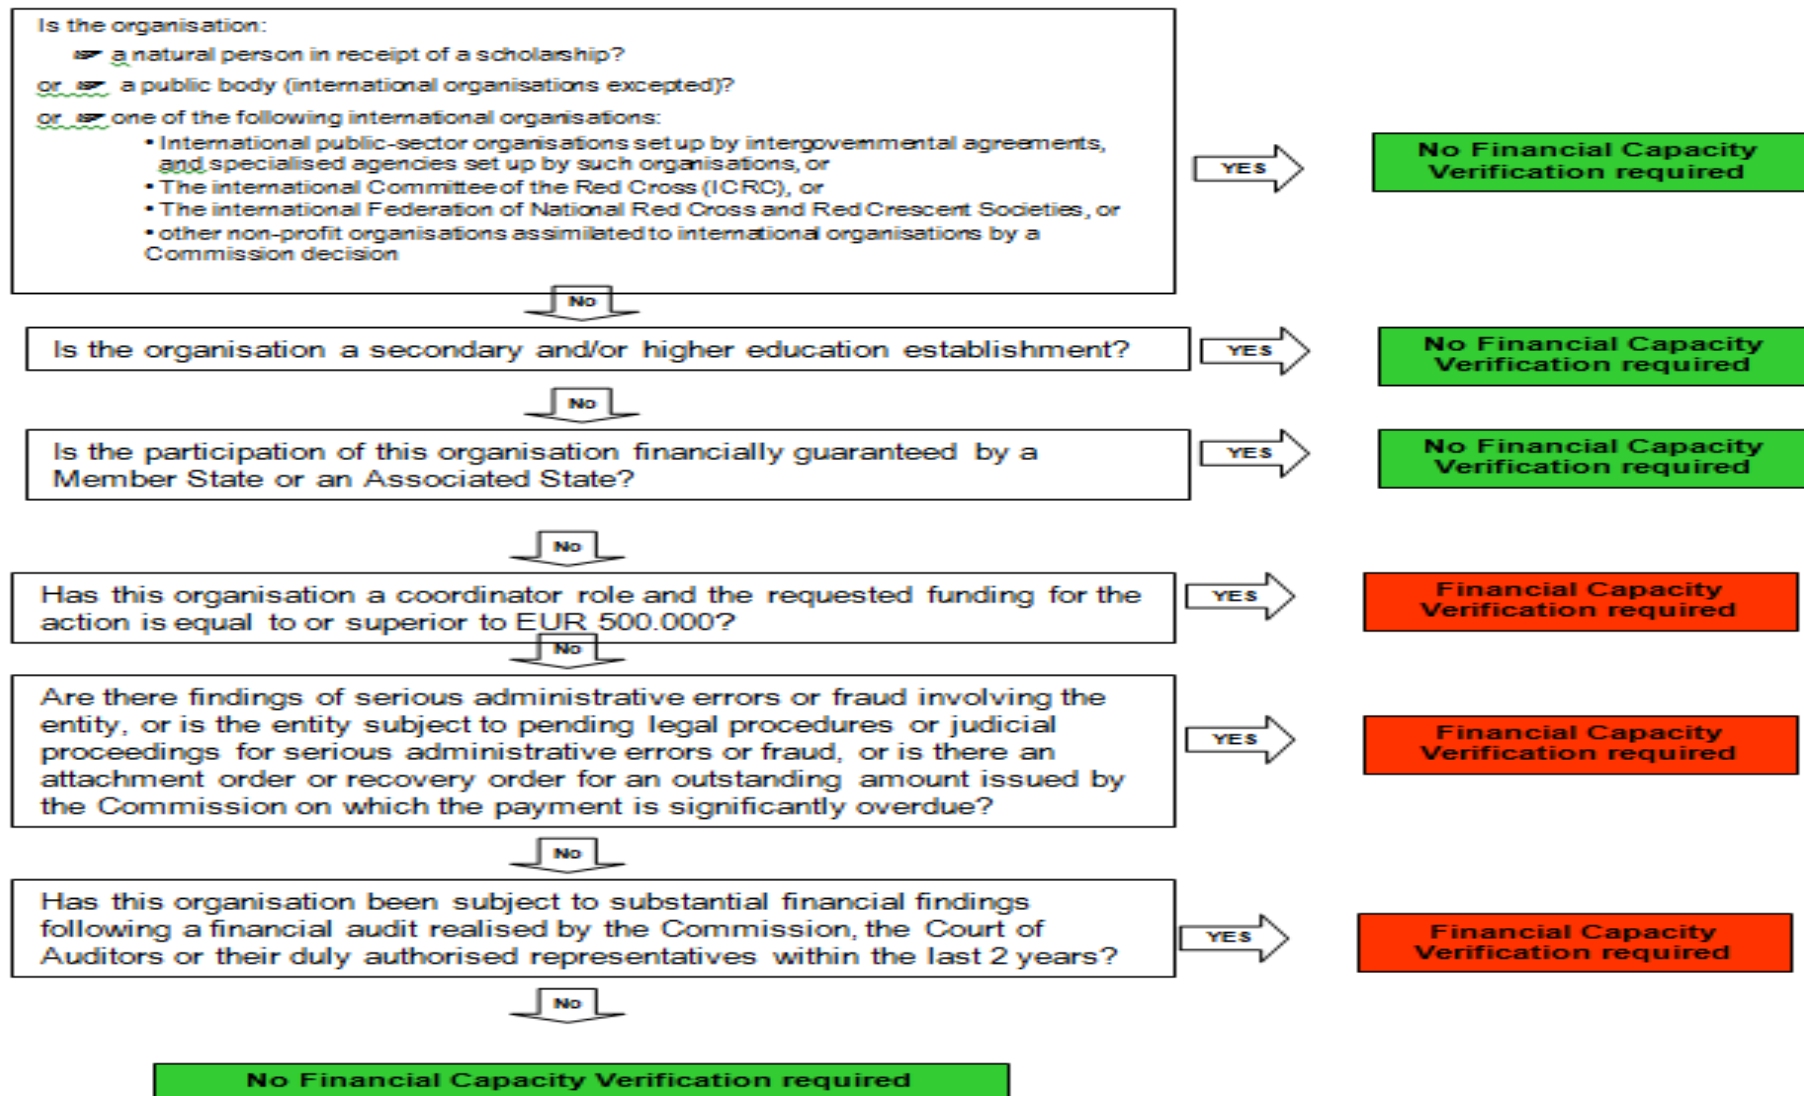 Is the organisation:
☞ a natural person in receipt of a scholarship?
or ☞ a public body (international organisations excepted)?
or ☞ one of the following international organisations:
• International public-sector organisations set up by intergovernmental agreements,
and specialised agencies set up by such organisations, or
• The international Committee of the Red Cross (ICRC), or
• The international Federation of National Red Cross and Red Crescent Societies, or
• other non-profit organisations assimilated to international organisations by a
Commission decision
YES
No Financial Capacity
Verification required
No
Is the organisation a secondary and/or higher education establishment?
YES
No Financial Capacity
Verification required
No
Is the participation of this organisation financially guaranteed by a
Member State or an Associated State?
YES
No Financial Capacity
Verification required
No
Has this organisation a coordinator role and the requested funding for the
action is equal to or superior to EUR 500.000?
YES
Financial Capacity
Verification required
No
Are there findings of serious administrative errors or fraud involving the
entity, or is the entity subject to pending legal procedures or judicial
proceedings for serious administrative errors or fraud, or is there an
attachment order or recovery order for an outstanding amount issued by
the Commission on which the payment is significantly overdue?
YES
Financial Capacity
Verification required
No
Has this organisation been subject to substantial financial findings
following a financial audit realised by the Commission, the Court of
Auditors or their duly authorised representatives within the last 2 years?
YES
Financial Capacity
Verification required
No
No Financial Capacity Verification required